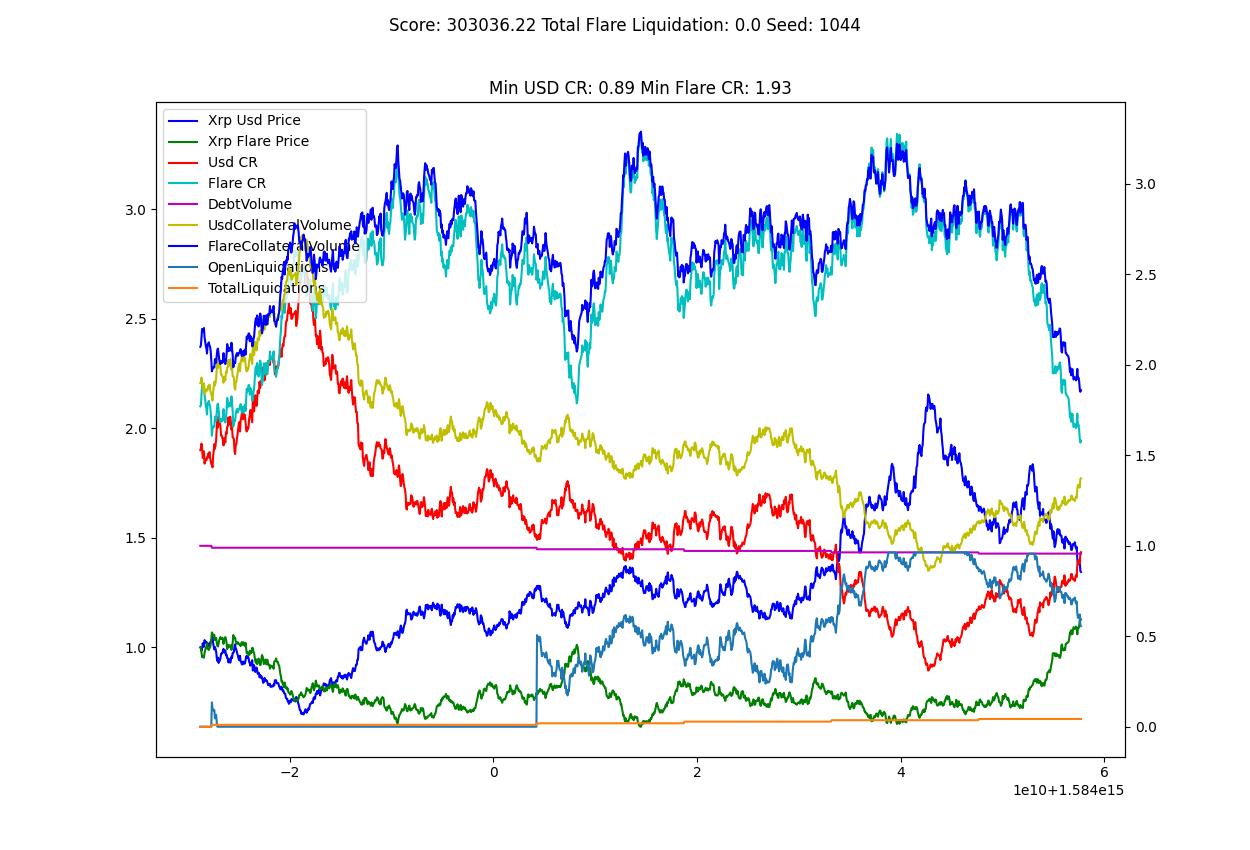 Score: 303036.22 Total Flare Liquidation: 0.0 Seed: 1044
Min USD CR: 0.89 Min Flare CR: 1.93
Xrp Usd Price
Xrp Flare Price
Usd CR
Flare CR
DebtVolume
UsdCollateralVolume
FlareCollateralVolume
OpenLiquidations
TotalLiquidations
3.0
2.5
2.0
1.5
1.0
3.0
2.5
2.0
1.5
1.0
0.5
0.0
−2
0
2
4
6
1e10+1.584e15